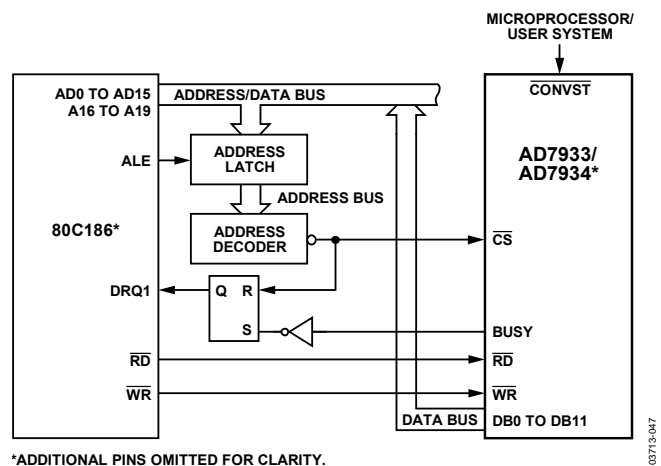 MICROPROCESSOR/
USER SYSTEM
AD0 TO AD15
A16 TO A19
ADDRESS/DATA BUS
CONVST
ALE
ADDRESS
LATCH
AD7933/
AD7934*
ADDRESS BUS
80C186*
ADDRESS
DECODER
CS
DRQ1
Q R
S
BUSY
RD
RD
WR
WR
DATA BUS
DB0 TO DB11
*ADDITIONAL PINS OMITTED FOR CLARITY.
03713-047